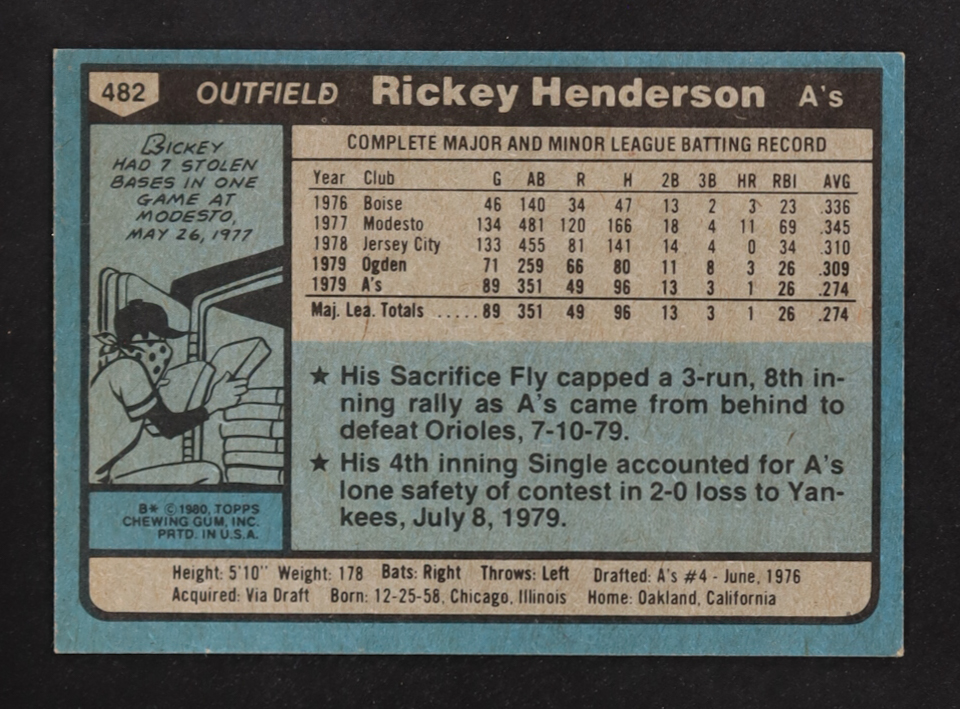 482 OUTFIELD Rickey Henderson A's
RICKEY
HAD 7 STOLEN
BASES IN ONE
GAME AT
MODESTO,
MAY 26, 1977
COMPLETE MAJOR AND MINOR LEAGUE BATTING RECORD
Year Club G AB R H 2B 3B HR RBI AVG
1976 Boise 46 140 34 47 13 2 3 23 .336
1977 Modesto 134 481 120 166 18 4 11 69 .345
1978 Jersey City 133 455 81 141 14 4 0 34 .310
1979 Ogden 71 259 66 80 11 8 3 26 .309
1979 A's 89 351 49 96 13 3 1 26 .274
Maj. Lea. Totals ..... 89 351 49 96 13 3 1 26 .274
★ His Sacrifice Fly capped a 3-run, 8th in-
ning rally as A's came from behind to
defeat Orioles, 7-10-79.
★ His 4th inning Single accounted for A's
lone safety of contest in 2-0 loss to Yan-
kees, July 8, 1979.
B* © 1980, TOPPS
CHEWING GUM, INC.
PRTD. IN U.S.A.
Height: 5'10" Weight: 178 Bats: Right Throws: Left Drafted: A's #4 - June, 1976
Acquired: Via Draft Born: 12-25-58, Chicago, Illinois Home: Oakland, California